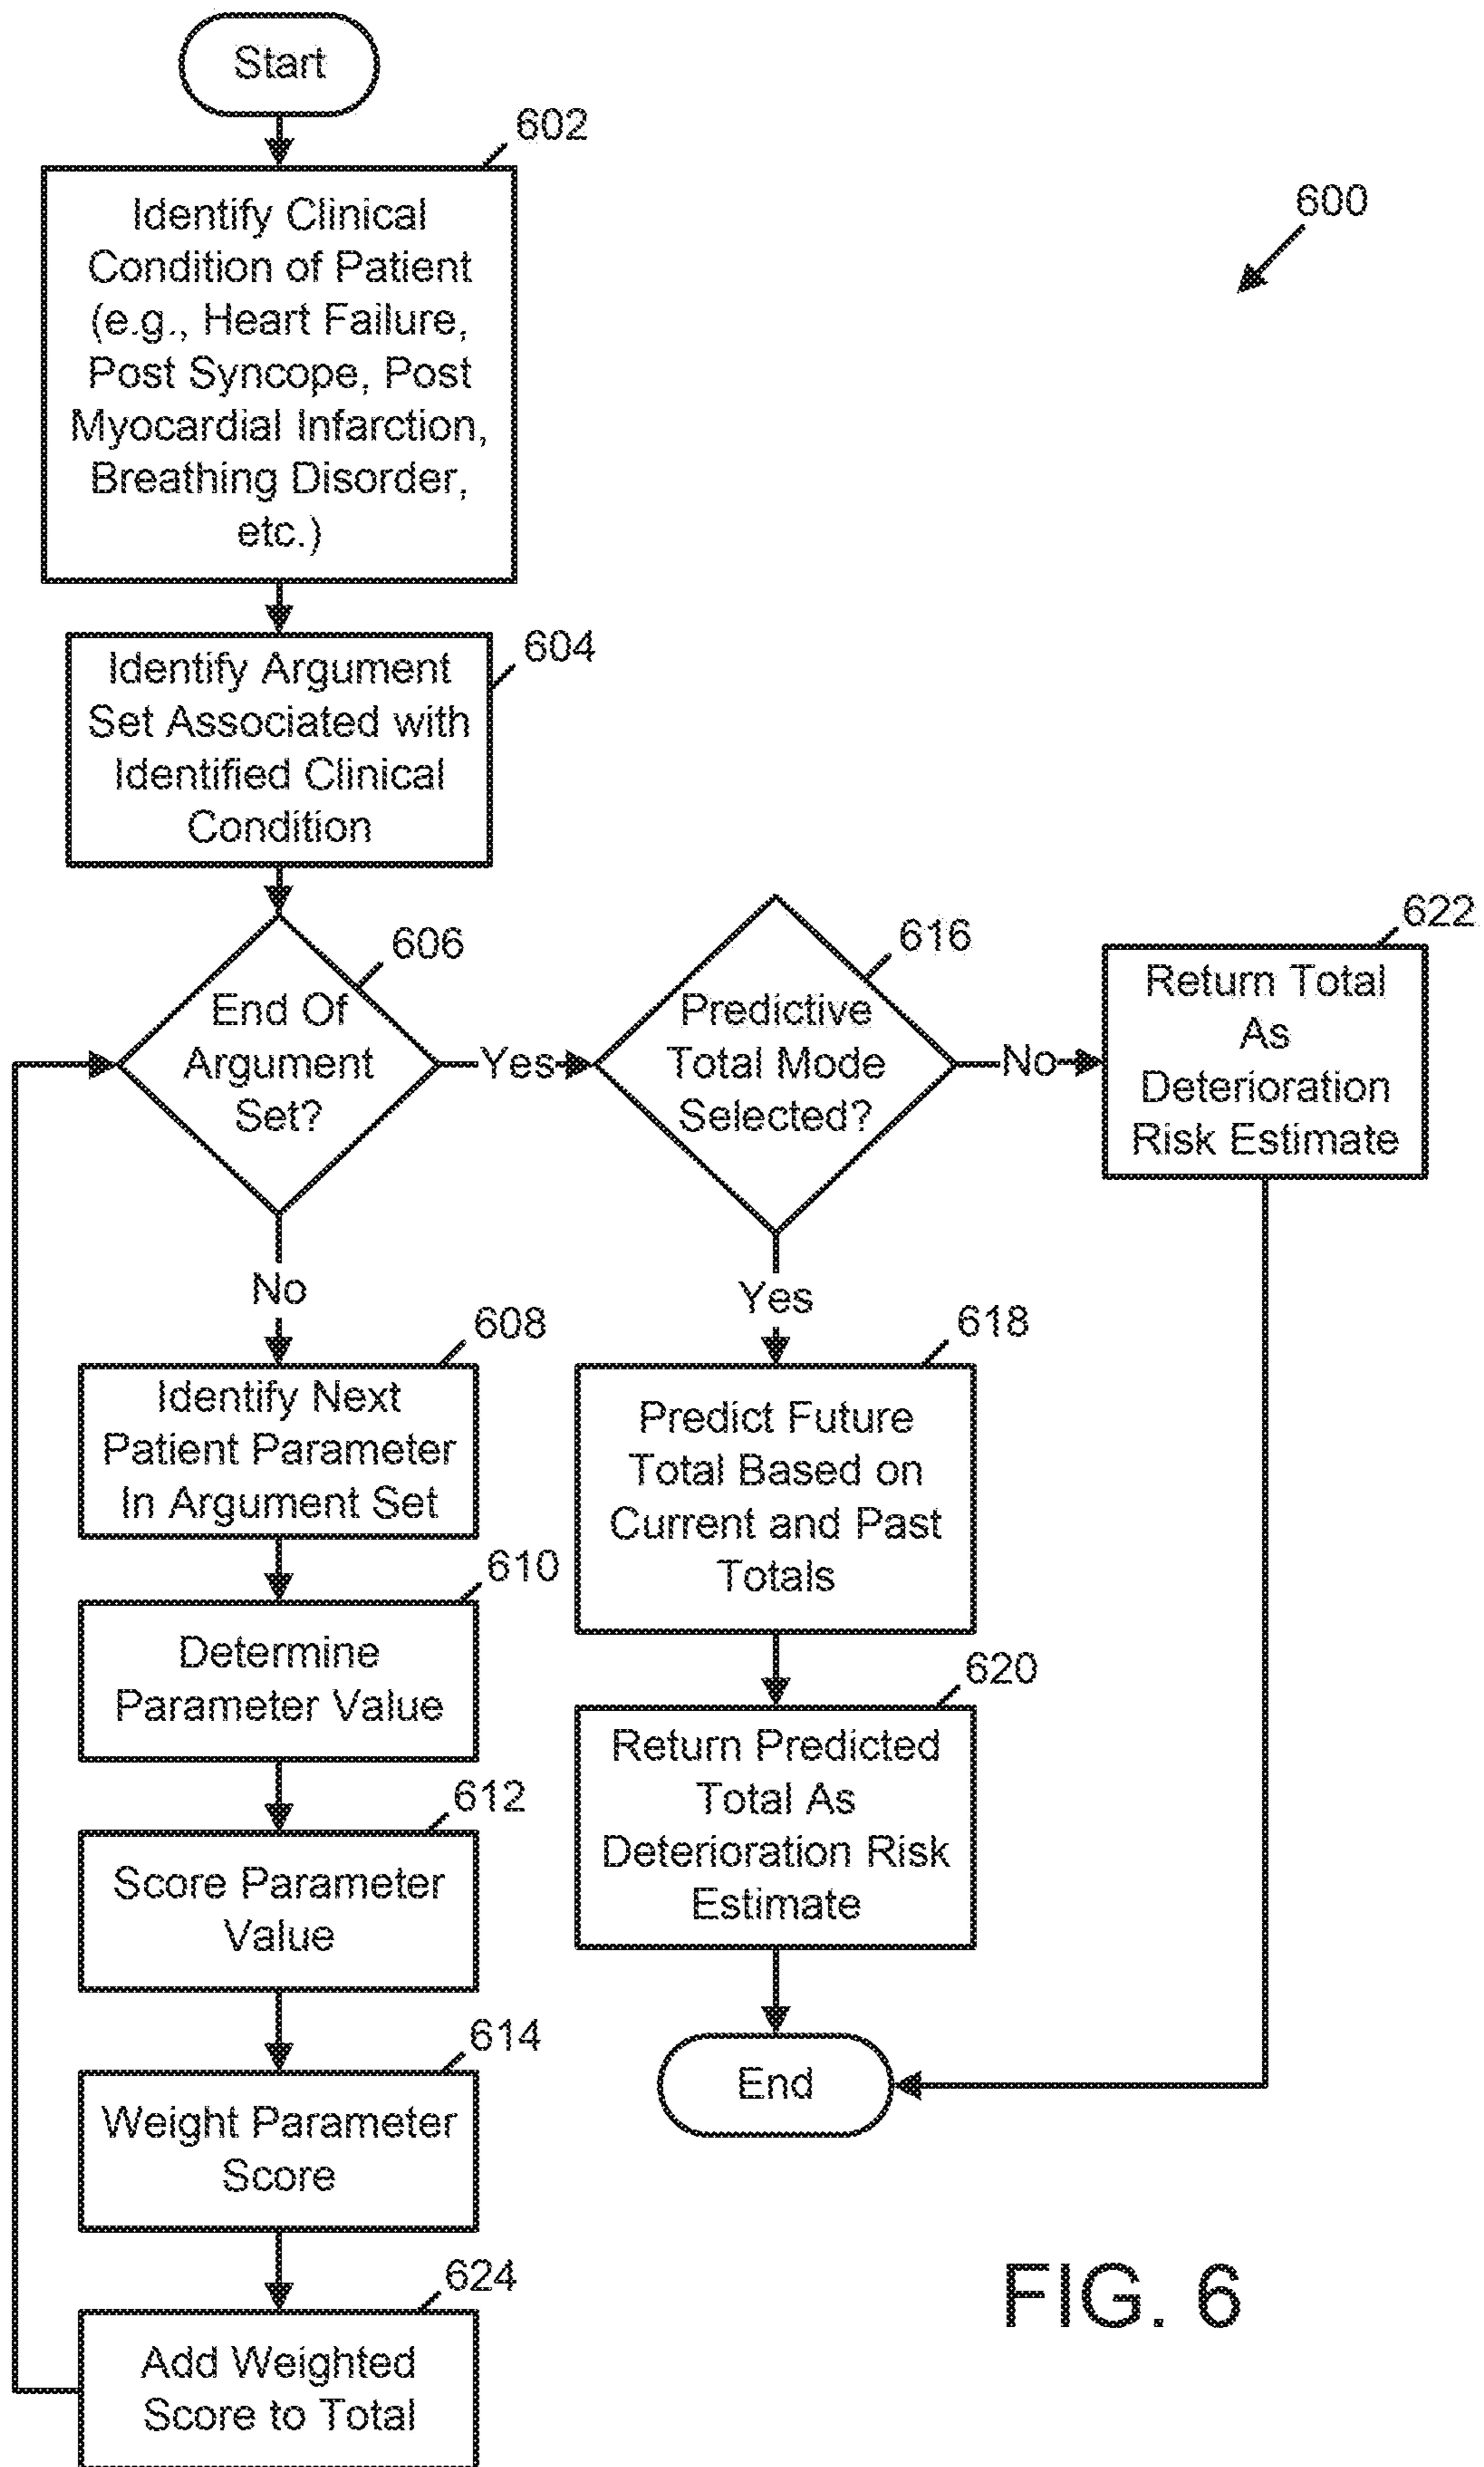 Start
602
Identify Clinical
Condition of Patient
(e.g., Heart Failure,
Post Syncope, Post
Myocardial Infarction,
Breathing Disorder,
etc.)
600
604
Identify Argument
Set Associated with
Identified Clinical
Condition
606
End Of
Argument
Set?
Yes
No
616
Predictive
Total Mode
Selected?
No
Yes
622
Return Total
As
Deterioration
Risk Estimate
608
Identify Next
Patient Parameter
In Argument Set
610
Determine
Parameter Value
612
Score Parameter
Value
614
Weight Parameter
Score
624
Add Weighted
Score to Total
618
Predict Future
Total Based on
Current and Past
Totals
620
Return Predicted
Total As
Deterioration Risk
Estimate
End
FIG. 6